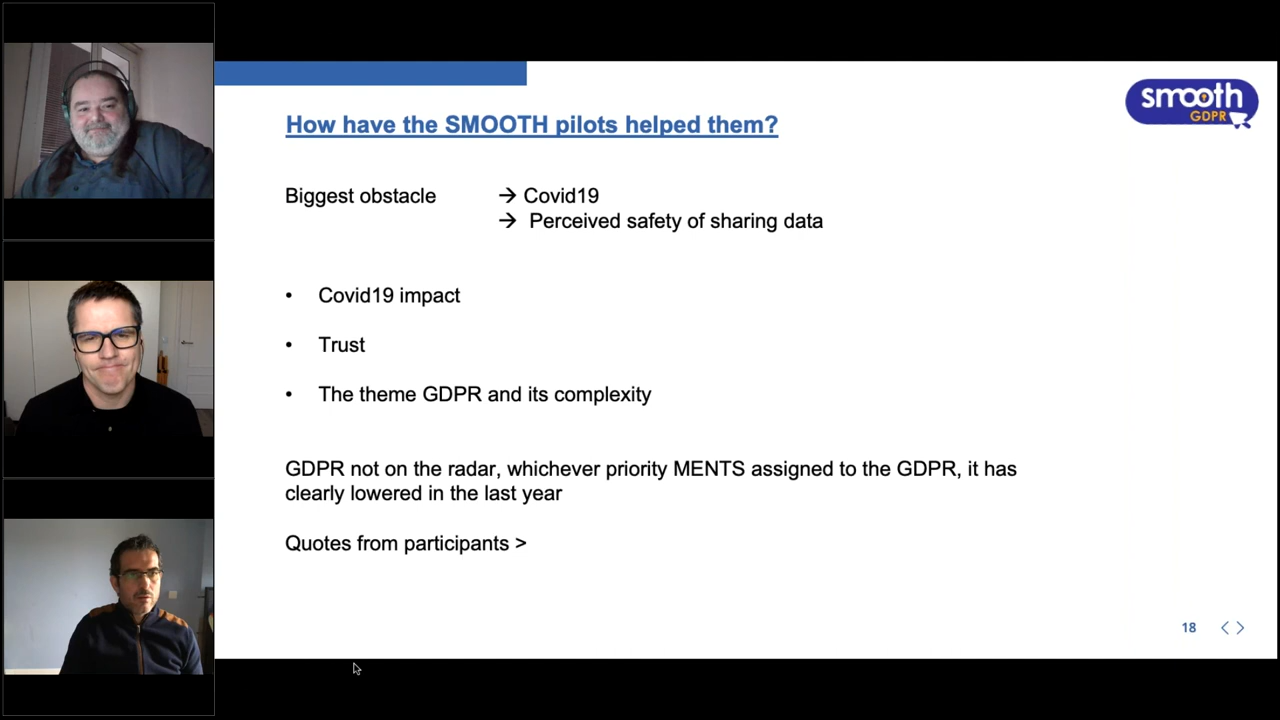 smooth
GDPR
How have the SMOOTH pilots helped them?
Biggest obstacle → Covid19
→ Perceived safety of sharing data
• Covid19 impact
• Trust
• The theme GDPR and its complexity
GDPR not on the radar, whichever priority MENTS assigned to the GDPR, it has
clearly lowered in the last year
Quotes from participants >
18 < >